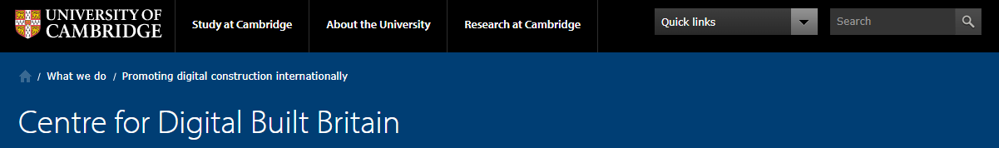 UNIVERSITY OF
CAMBRIDGE
Study at Cambridge
About the University
Research at Cambridge
Quick links
Search
/ What we do / Promoting digital construction internationally
Centre for Digital Built Britain